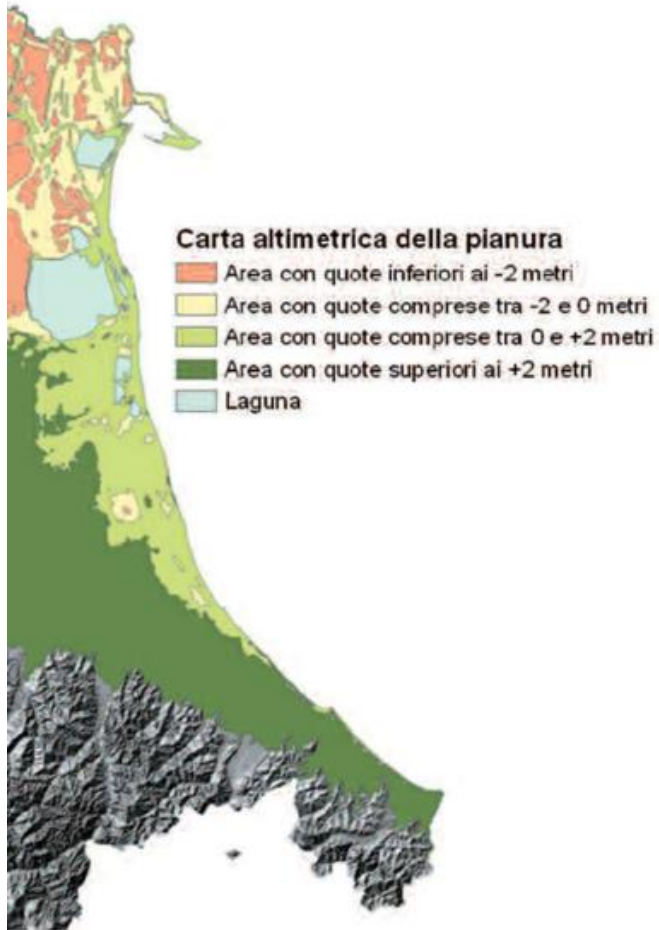 Carta altimetrica della pianura
Area con quote inferiori ai -2 metri
Area con quote comprese tra -2 e 0 metri
Area con quote comprese tra 0 e +2 metri
Area con quote superiori ai +2 metri
Laguna